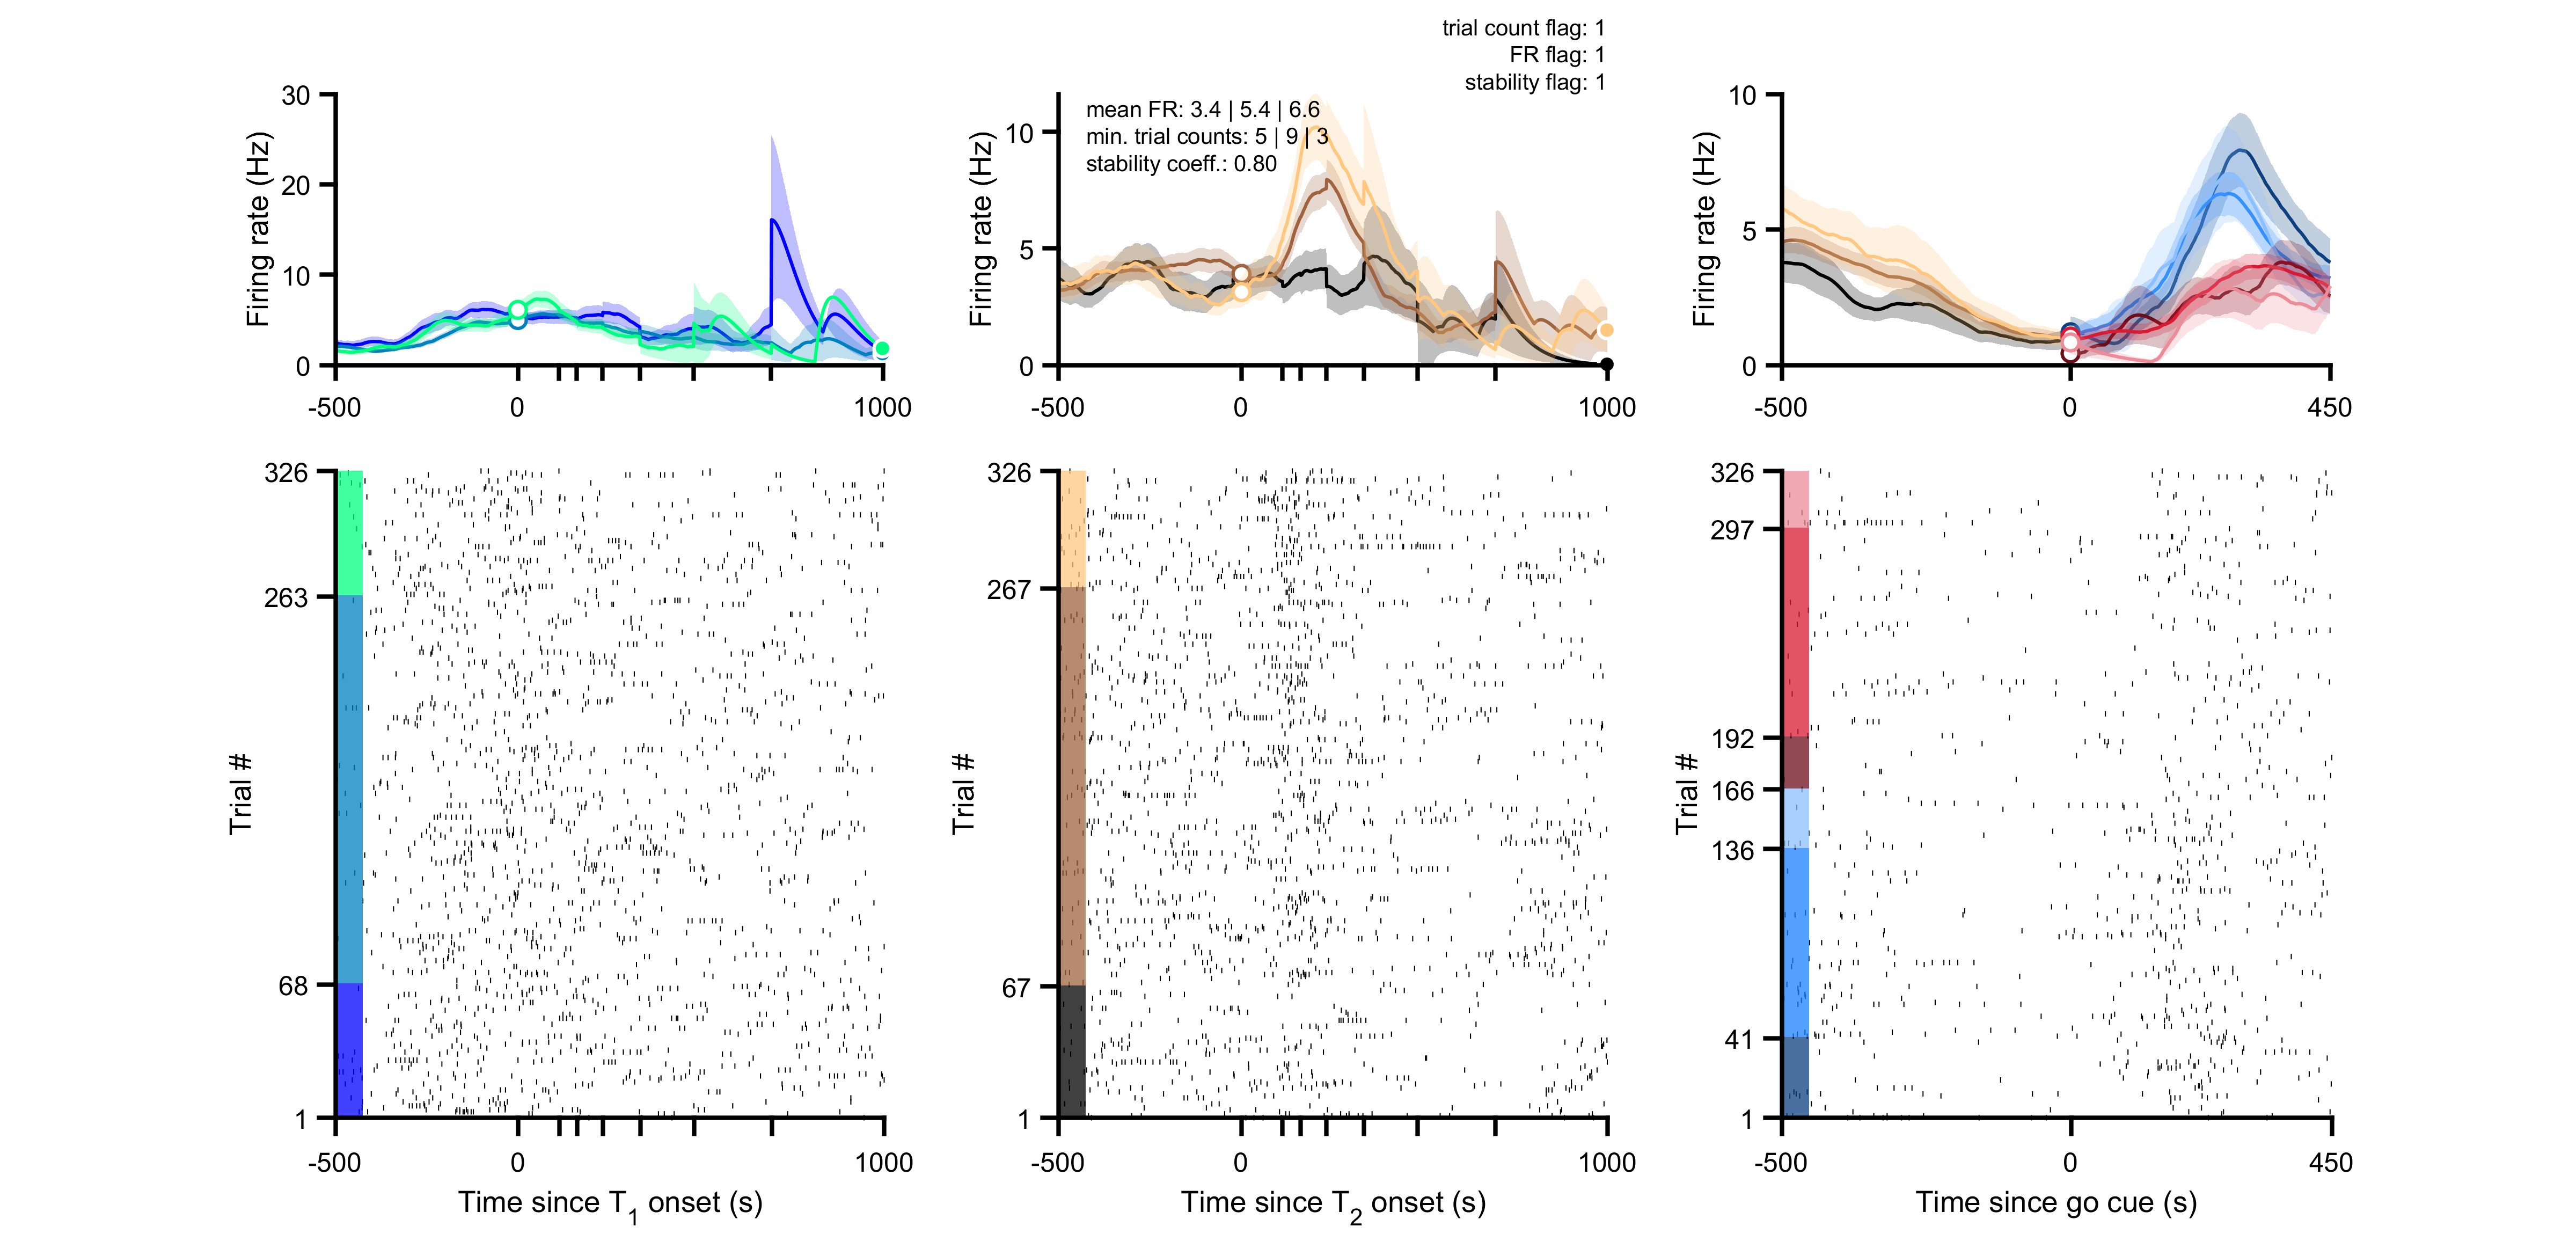 trial count flag: 1
FR flag: 1
stability flag: 1
30
20
10
0
Firing rate (Hz)
-500
0
1000
mean FR: 3.4 | 5.4 | 6.6
min. trial counts: 5 | 9 | 3
stability coeff.: 0.80
10
5
0
Firing rate (Hz)
-500
0
1000
10
5
0
Firing rate (Hz)
-500
0
450
326
263
68
1
Trial #
-500
0
1000
Time since T1 onset (s)
326
267
67
1
Trial #
-500
0
1000
Time since T2 onset (s)
326
297
192
166
136
41
1
Trial #
-500
0
450
Time since go cue (s)